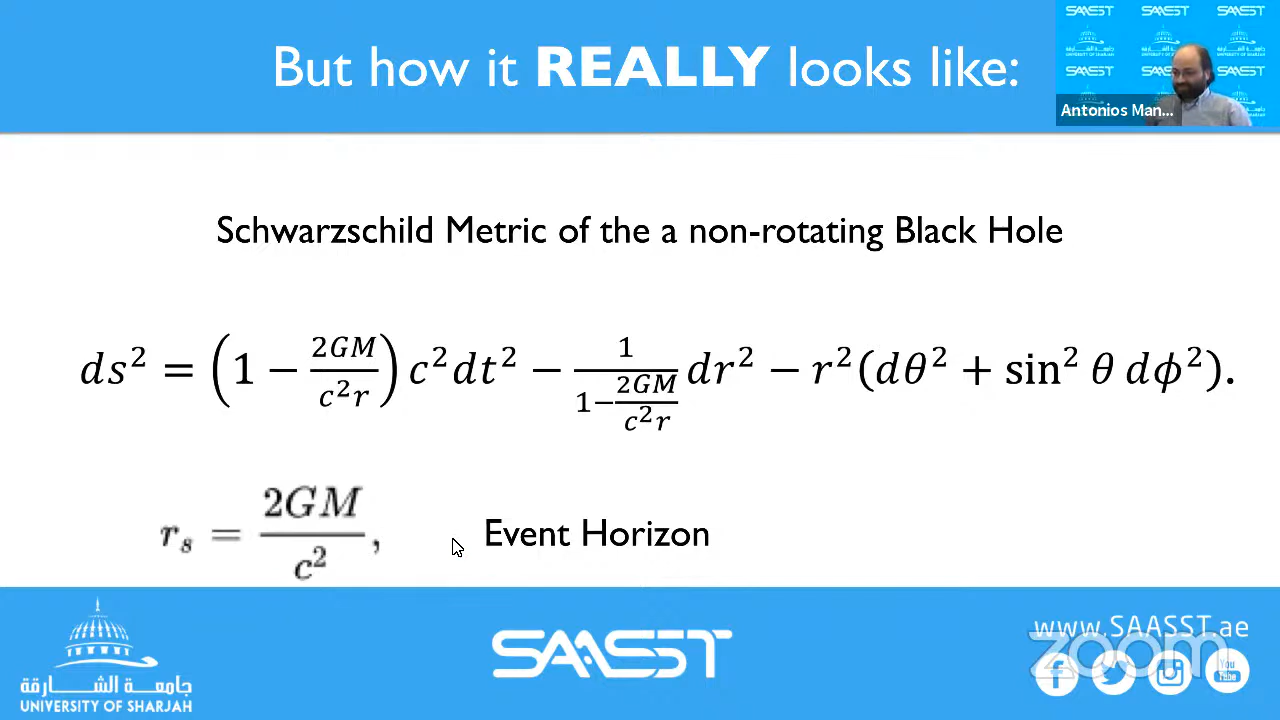 But how it REALLY looks like:
SAASST SAASST SAASST
Antonios Man...
Schwarzschild Metric of the a non-rotating Black Hole
ds² = (1 − 2GM/c²r) c²dt² − 1/(1−2GM/c²r) dr² − r²(dθ² + sin² θ dϕ²).
r_s = 2GM/c², Event Horizon
جامعة الشارقة
UNIVERSITY OF SHARJAH
SAASST
www.SAASST.ae
zoom
You Tube